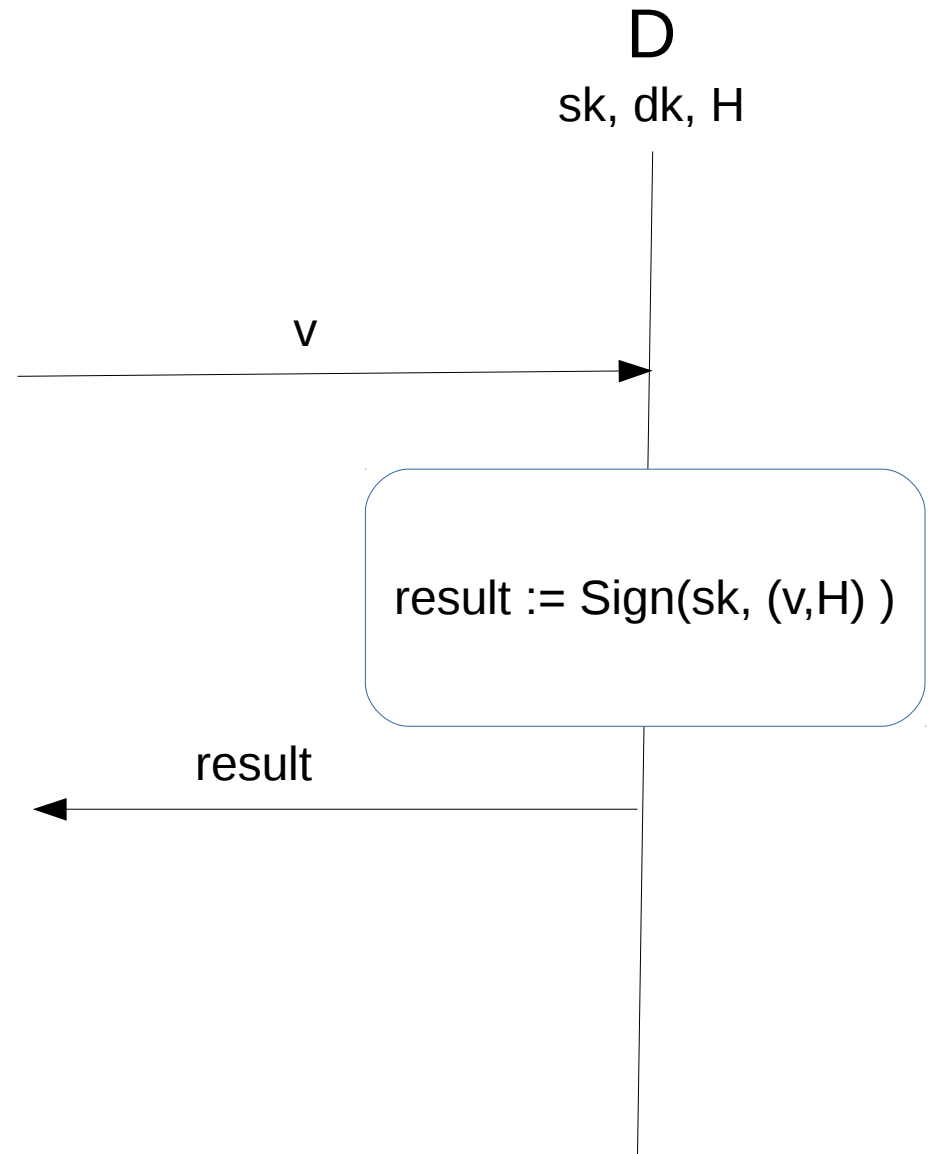 D
sk, dk, H
v
result := Sign(sk, (v,H) )
result